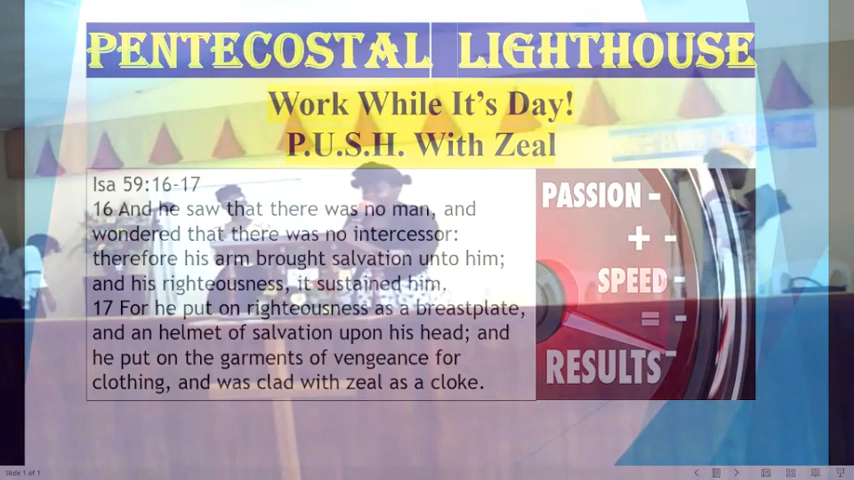 PENTECOSTAL LIGHTHOUSE
Work While It's Day!
P.U.S.H. With Zeal
Isa 59:16-17
16 And he saw that there was no man, and
wondered that there was no intercessor:
therefore his arm brought salvation unto him;
and his righteousness, it sustained him.
17 For he put on righteousness as a breastplate,
and an helmet of salvation upon his head; and
he put on the garments of vengeance for
clothing, and was clad with zeal as a cloke.
PASSION
+
SPEED
=
RESULTS
Slide 1 of 1